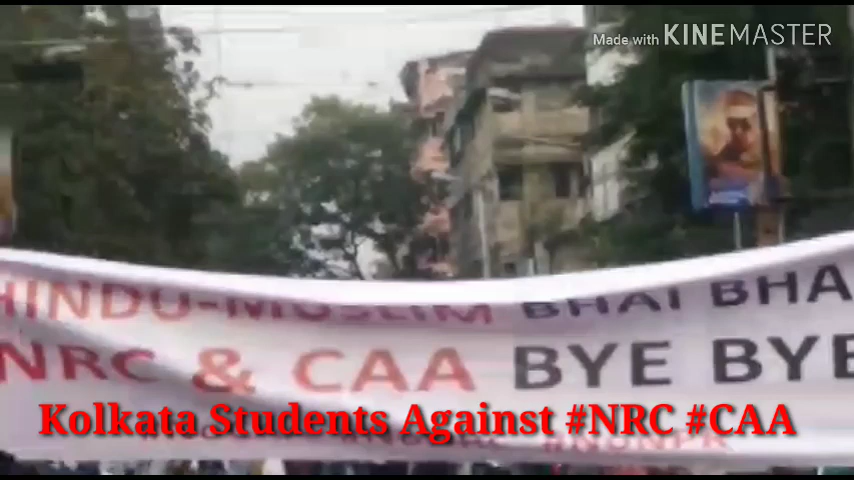 Made with KINEMASTER
HINDU-MUSLIM BHAI BHA
NRC & CAA BYE BYE
Kolkata Students Against #NRC #CAA